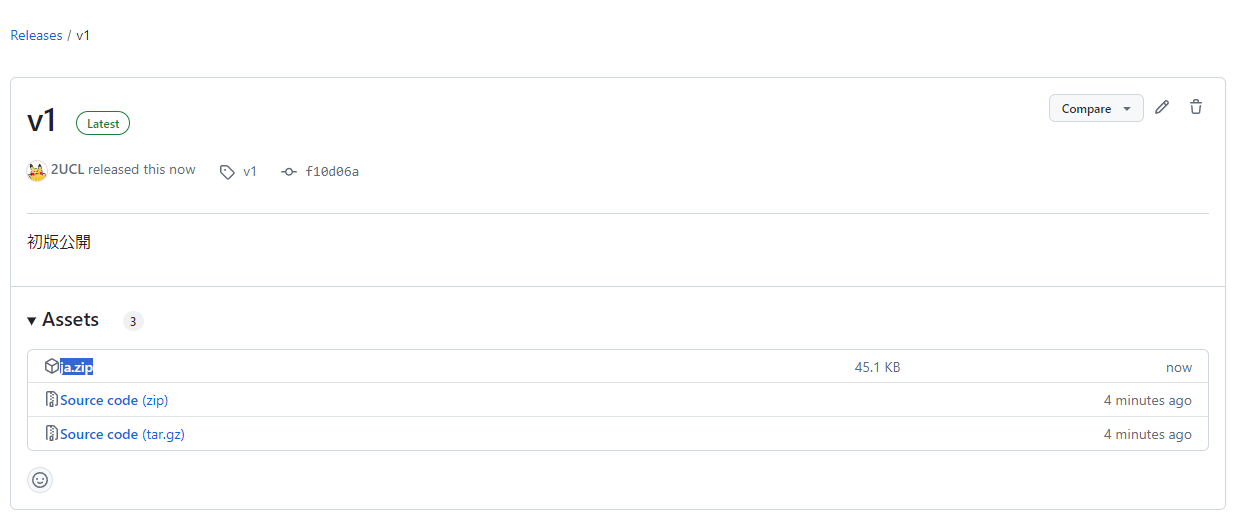 Releases / v1
v1 Latest Compare
2UCL released this now v1 f10d06a
初版公開
Assets 3
ja.zip 45.1 KB now
Source code (zip) 4 minutes ago
Source code (tar.gz) 4 minutes ago